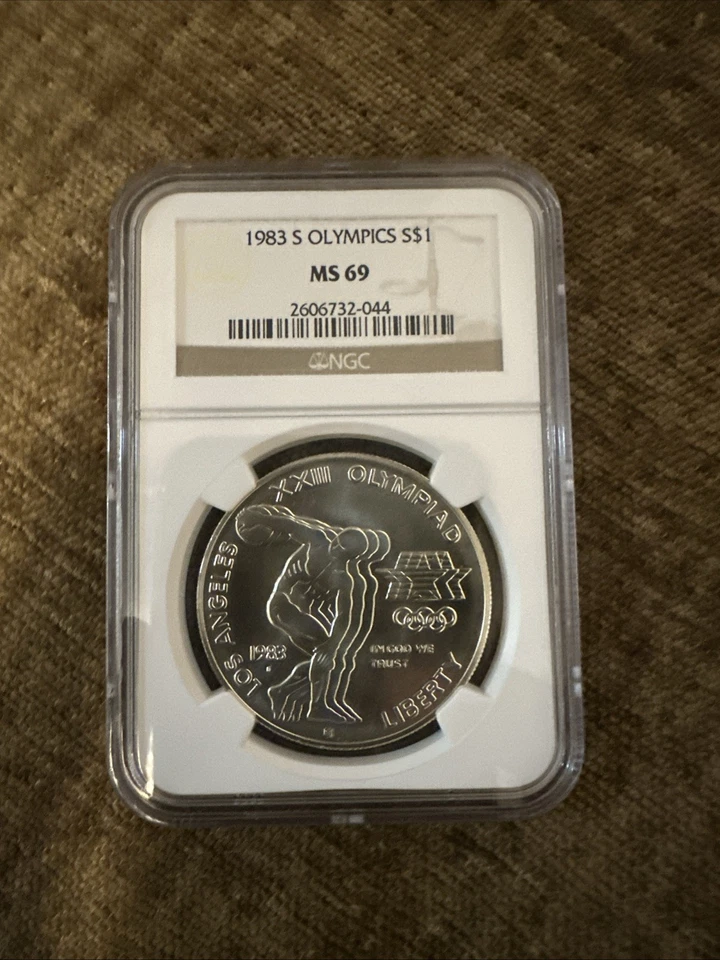 1983 S OLYMPICS S$1
MS 69
2606732-044
NGC
XXIII OLYMPIAD
LOS ANGELES
1983
IN GOD WE
TRUST
LIBERTY